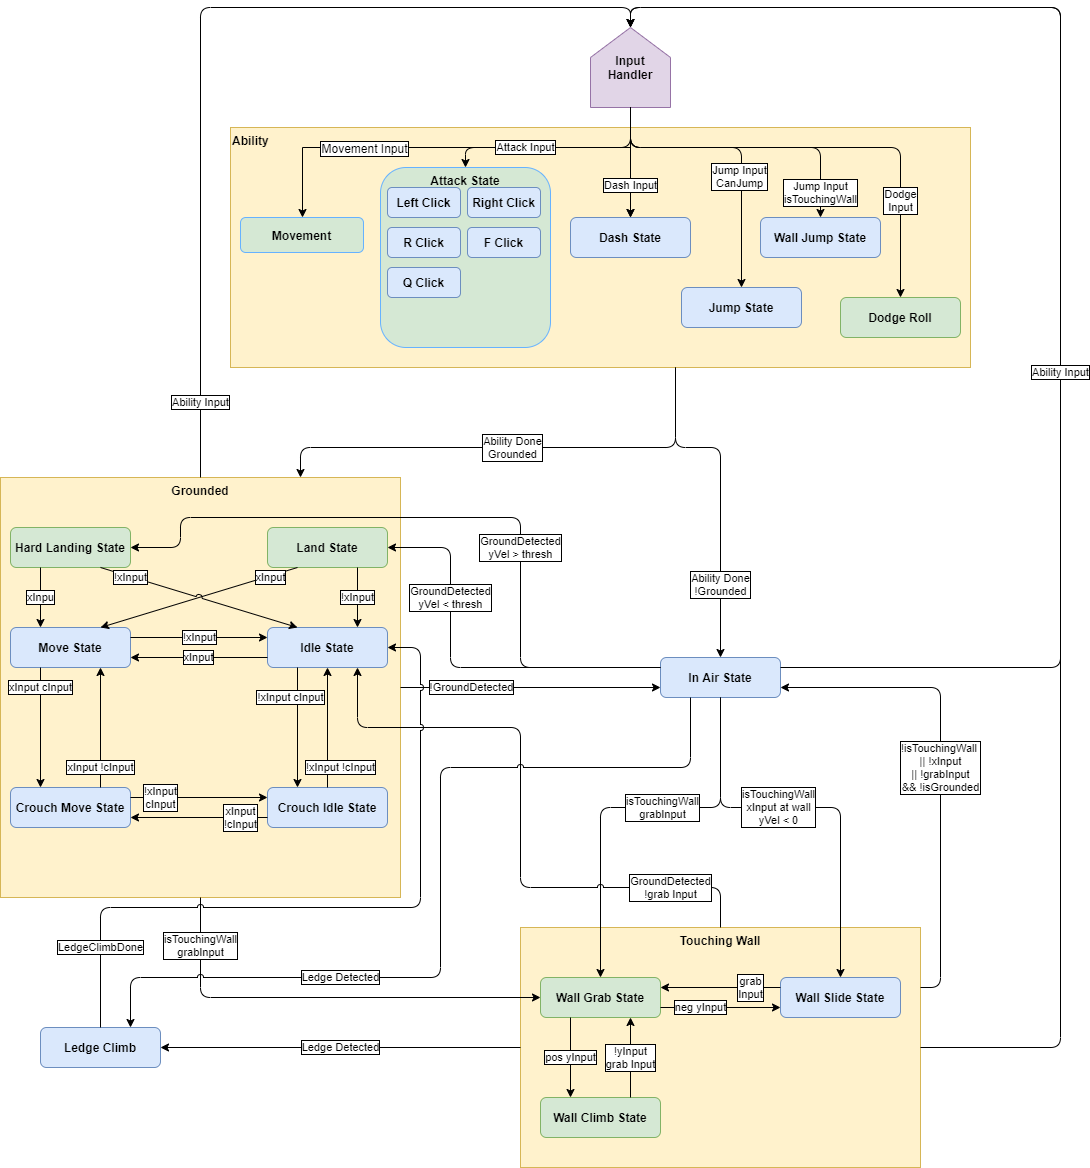 Input
Handler
Ability
Movement Input
Attack Input
Dash Input
Jump Input
CanJump
Jump Input
isTouchingWall
Dodge
Input
Attack State
Left Click
Right Click
R Click
F Click
Q Click
Movement
Dash State
Wall Jump State
Jump State
Dodge Roll
Ability Input
Ability Input
Ability Done
Grounded
Grounded
Hard Landing State
Land State
GroundDetected
yVel > thresh
GroundDetected
yVel < thresh
Ability Done
!Grounded
!xInput
xInput
xInpu
!xInput
Move State
!xInput
xInput
Idle State
xInput cInput
!xInput cInput
!GroundDetected
In Air State
xInput !cInput
!xInput !cInput
Crouch Move State
!xInput
cInput
xInput
!cInput
Crouch Idle State
!isTouchingWall
|| !xInput
|| !grabInput
&& !isGrounded
isTouchingWall
grabInput
isTouchingWall
xInput at wall
yVel < 0
GroundDetected
!grab Input
LedgeClimbDone
isTouchingWall
grabInput
Touching Wall
Ledge Detected
Wall Grab State
grab
Input
neg yInput
Wall Slide State
Ledge Climb
Ledge Detected
pos yInput
!yInput
grab Input
Wall Climb State